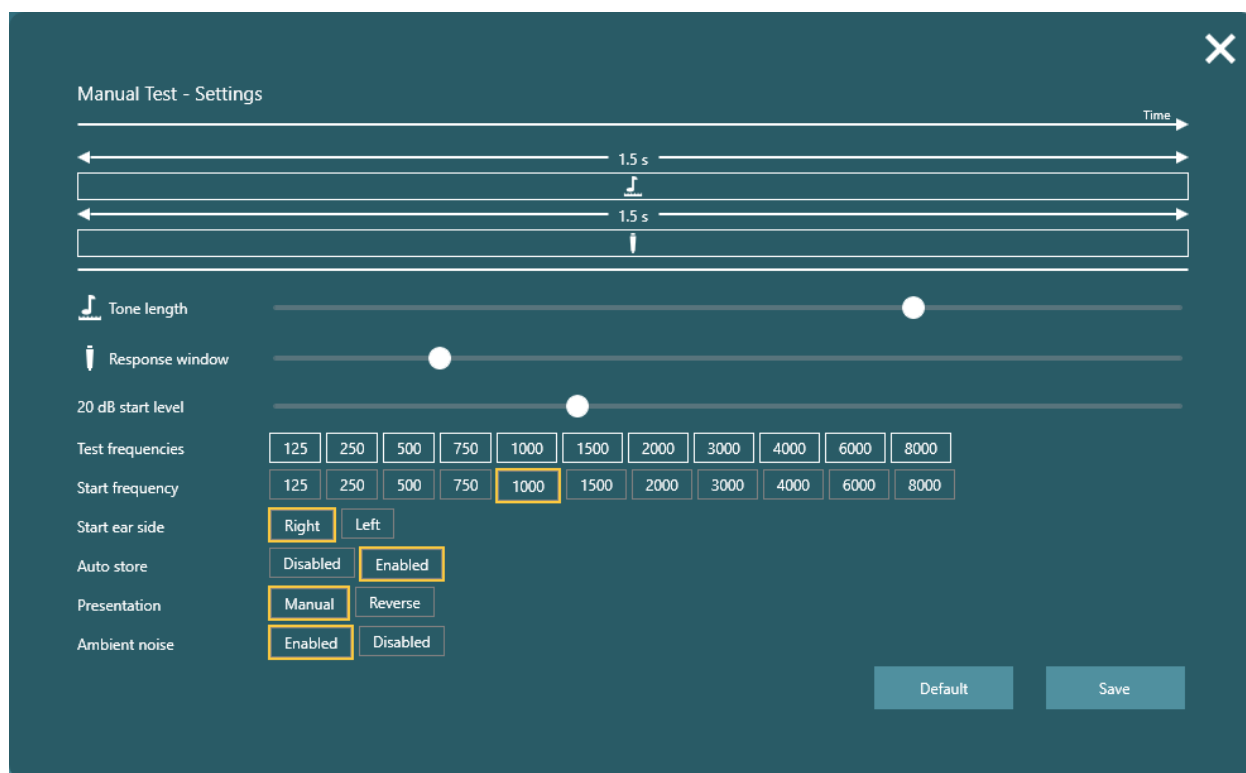 Manual Test - Settings
Time
1.5 s
1.5 s
Tone length
Response window
20 dB start level
Test frequencies 125 250 500 750 1000 1500 2000 3000 4000 6000 8000
Start frequency 125 250 500 750 1000 1500 2000 3000 4000 6000 8000
Start ear side Right Left
Auto store Disabled Enabled
Presentation Manual Reverse
Ambient noise Enabled Disabled
Default Save